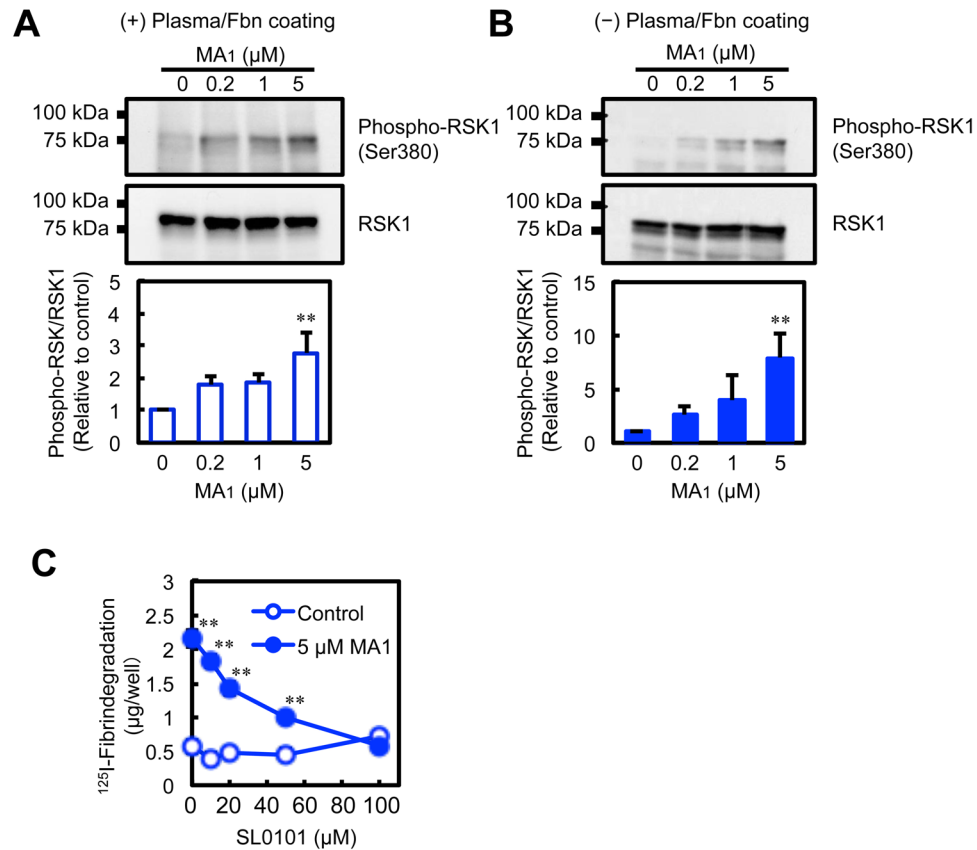 A
(+) Plasma/Fbn coating
MA1 (μM)
0 0.2 1 5
100 kDa
75 kDa
Phospho-RSK1
(Ser380)
100 kDa
75 kDa
RSK1
Phospho-RSK/RSK1
(Relative to control)
5
4
3
2
1
0
**
0 0.2 1 5
MA1 (μM)
B
(−) Plasma/Fbn coating
MA1 (μM)
0 0.2 1 5
100 kDa
75 kDa
Phospho-RSK1
(Ser380)
100 kDa
75 kDa
RSK1
Phospho-RSK/RSK1
(Relative to control)
15
10
5
0
**
0 0.2 1 5
MA1 (μM)
C
125I-Fibrindegradation
(μg/well)
3
2.5
2
1.5
1
0.5
0
Control
5 μM MA1
**
**
**
**
0 20 40 60 80 100
SL0101 (μM)